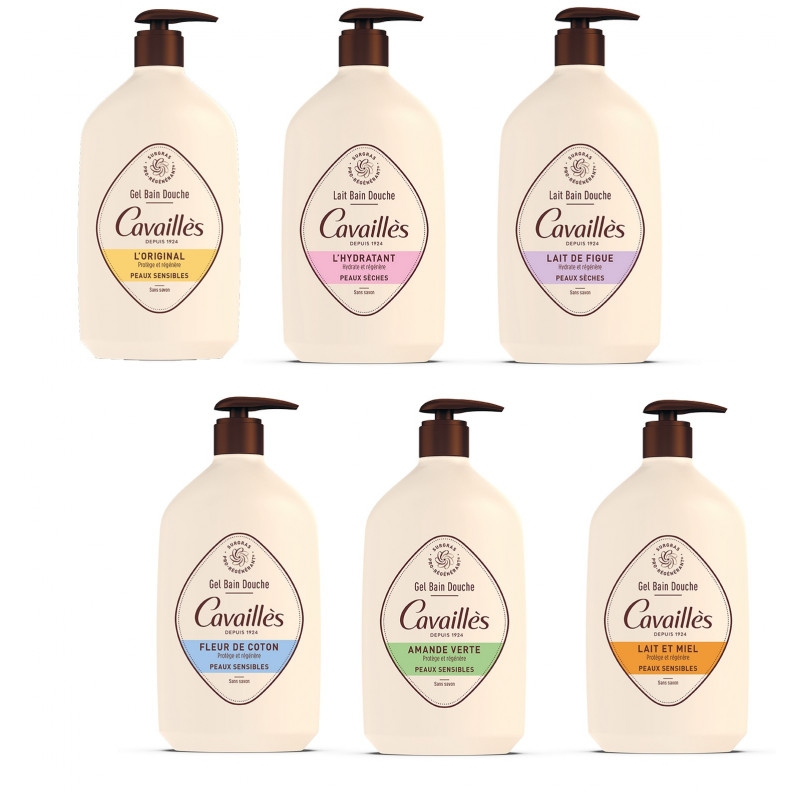 SURGRAS
PRO-RÉGÉNÉRANT*
Gel Bain Douche
Cavaillès
DEPUIS 1924
L'ORIGINAL
Protège et régénère
PEAUX SENSIBLES
Sans savon
SURGRAS
PRO-RÉGÉNÉRANT*
Lait Bain Douche
Cavaillès
DEPUIS 1924
L'HYDRATANT
Hydrate et régénère
PEAUX SÈCHES
Sans savon
SURGRAS
PRO-RÉGÉNÉRANT*
Lait Bain Douche
Cavaillès
DEPUIS 1924
LAIT DE FIGUE
Hydrate et régénère
PEAUX SÈCHES
Sans savon
SURGRAS
PRO-RÉGÉNÉRANT*
Gel Bain Douche
Cavaillès
DEPUIS 1924
FLEUR DE COTON
Protège et régénère
PEAUX SENSIBLES
Sans savon
SURGRAS
PRO-RÉGÉNÉRANT*
Gel Bain Douche
Cavaillès
DEPUIS 1924
AMANDE VERTE
Protège et régénère
PEAUX SENSIBLES
Sans savon
SURGRAS
PRO-RÉGÉNÉRANT*
Gel Bain Douche
Cavaillès
DEPUIS 1924
LAIT ET MIEL
Protège et régénère
PEAUX SENSIBLES
Sans savon